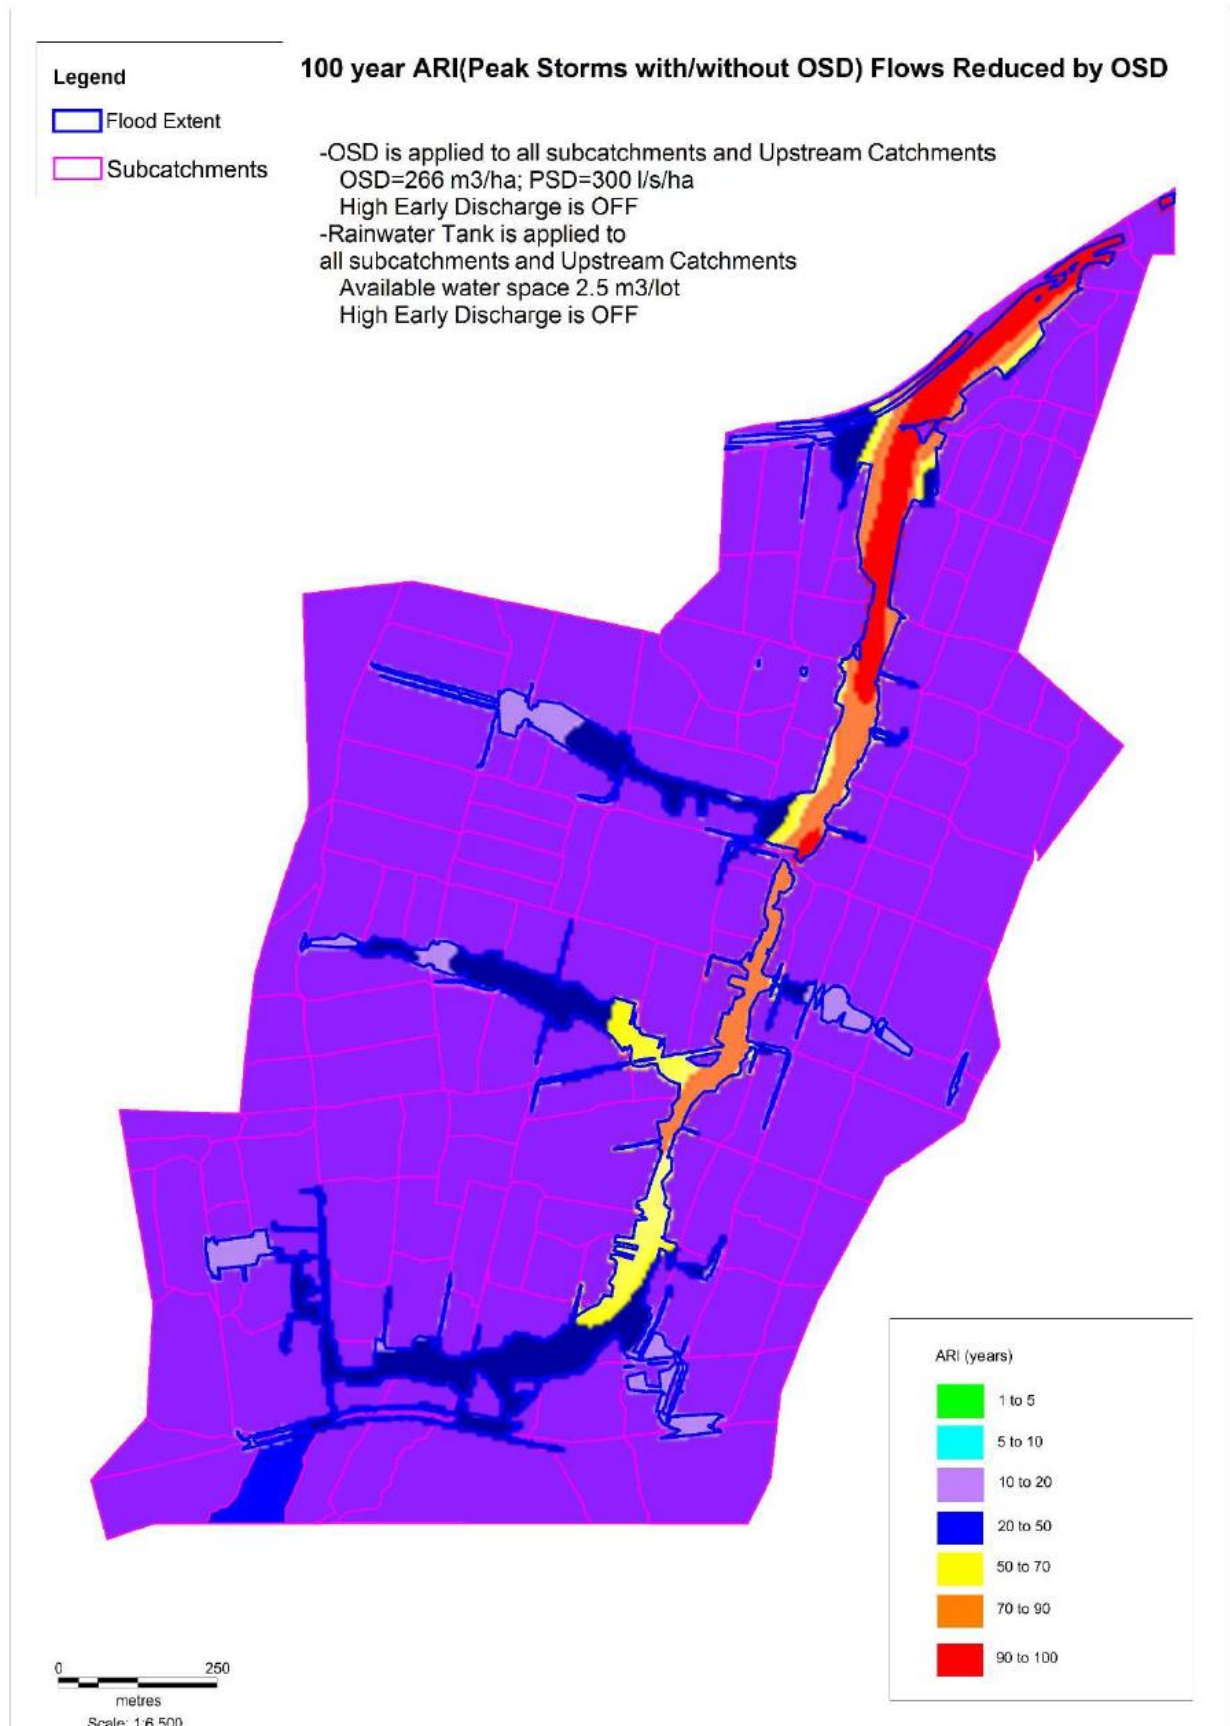 Legend
Flood Extent
Subcatchments
100 year ARI(Peak Storms with/without OSD) Flows Reduced by OSD
-OSD is applied to all subcatchments and Upstream Catchments
OSD=266 m3/ha; PSD=300 l/s/ha
High Early Discharge is OFF
-Rainwater Tank is applied to
all subcatchments and Upstream Catchments
Available water space 2.5 m3/lot
High Early Discharge is OFF
ARI (years)
1 to 5
5 to 10
10 to 20
20 to 50
50 to 70
70 to 90
90 to 100
0 250
metres
Scale: 1:6,500